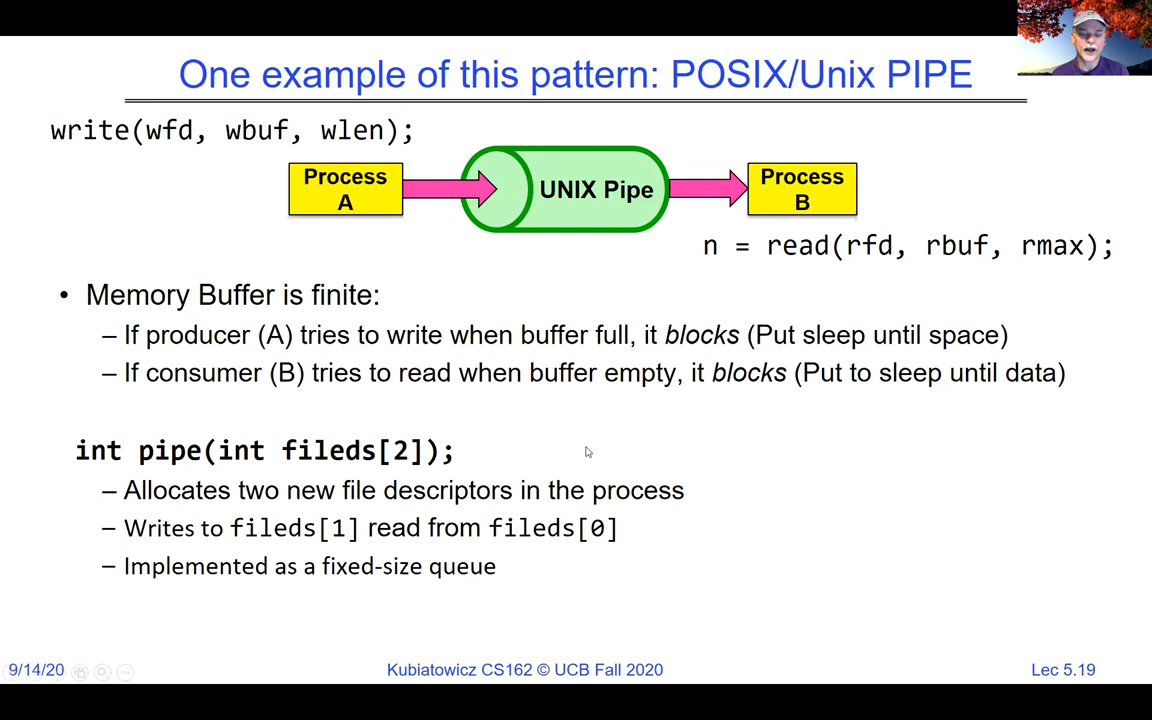 One example of this pattern: POSIX/Unix PIPE
write(wfd, wbuf, wlen);
Process
A
UNIX Pipe
Process
B
n = read(rfd, rbuf, rmax);
• Memory Buffer is finite:
– If producer (A) tries to write when buffer full, it blocks (Put sleep until space)
– If consumer (B) tries to read when buffer empty, it blocks (Put to sleep until data)
int pipe(int fileds[2]);
– Allocates two new file descriptors in the process
– Writes to fileds[1] read from fileds[0]
– Implemented as a fixed-size queue
9/14/20
Kubiatowicz CS162 © UCB Fall 2020
Lec 5.19